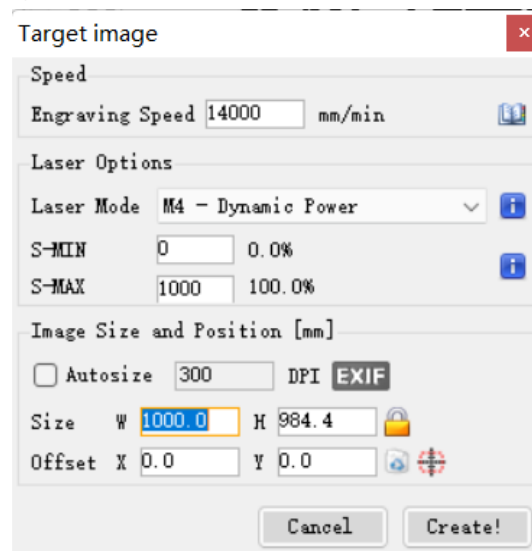 Target image
Speed
Engraving Speed 14000 mm/min
Laser Options
Laser Mode M4 - Dynamic Power
S-MIN 0 0.0%
S-MAX 1000 100.0%
Image Size and Position [mm]
Autosize 300 DPI EXIF
Size W 1000.0 H 984.4
Offset X 0.0 Y 0.0
Cancel Create!